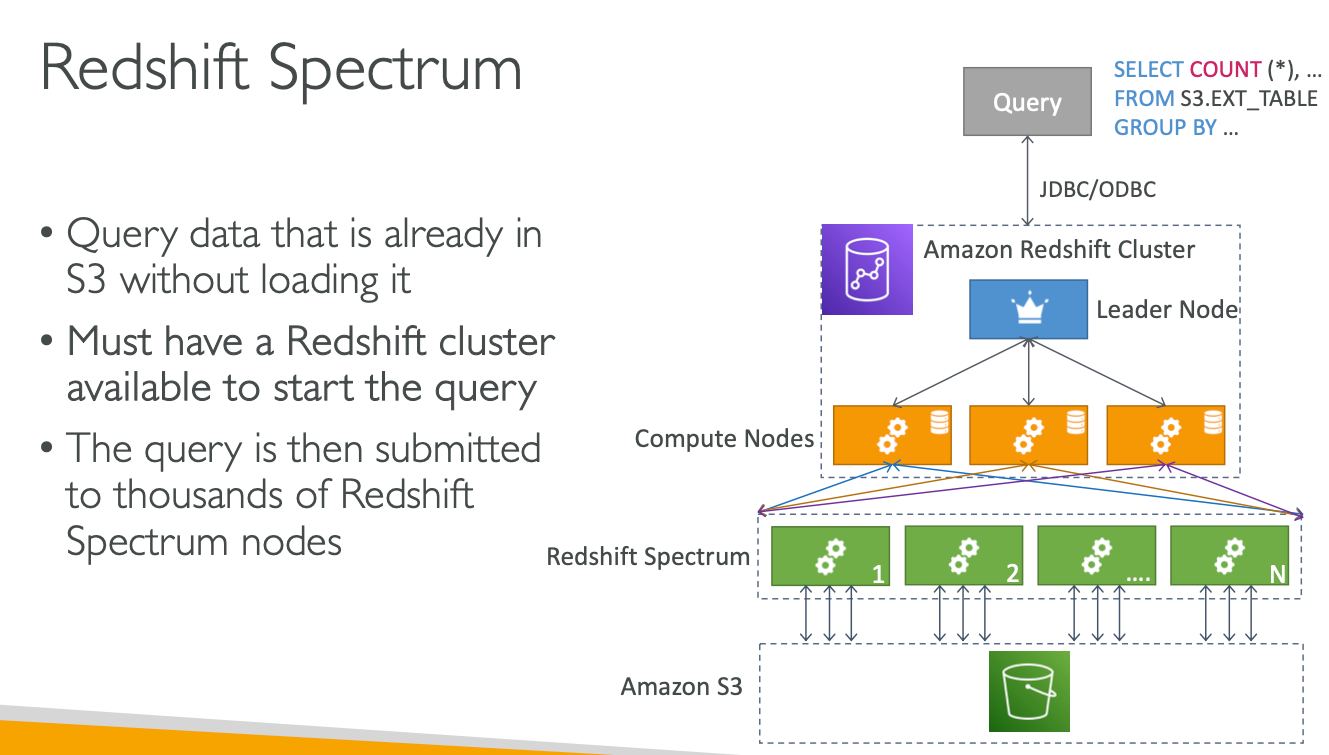 Redshift Spectrum
• Query data that is already in
S3 without loading it
• Must have a Redshift cluster
available to start the query
• The query is then submitted
to thousands of Redshift
Spectrum nodes
Query
SELECT COUNT (*), ...
FROM S3.EXT_TABLE
GROUP BY ...
JDBC/ODBC
Amazon Redshift Cluster
Leader Node
Compute Nodes
Redshift Spectrum
1
2
....
N
Amazon S3